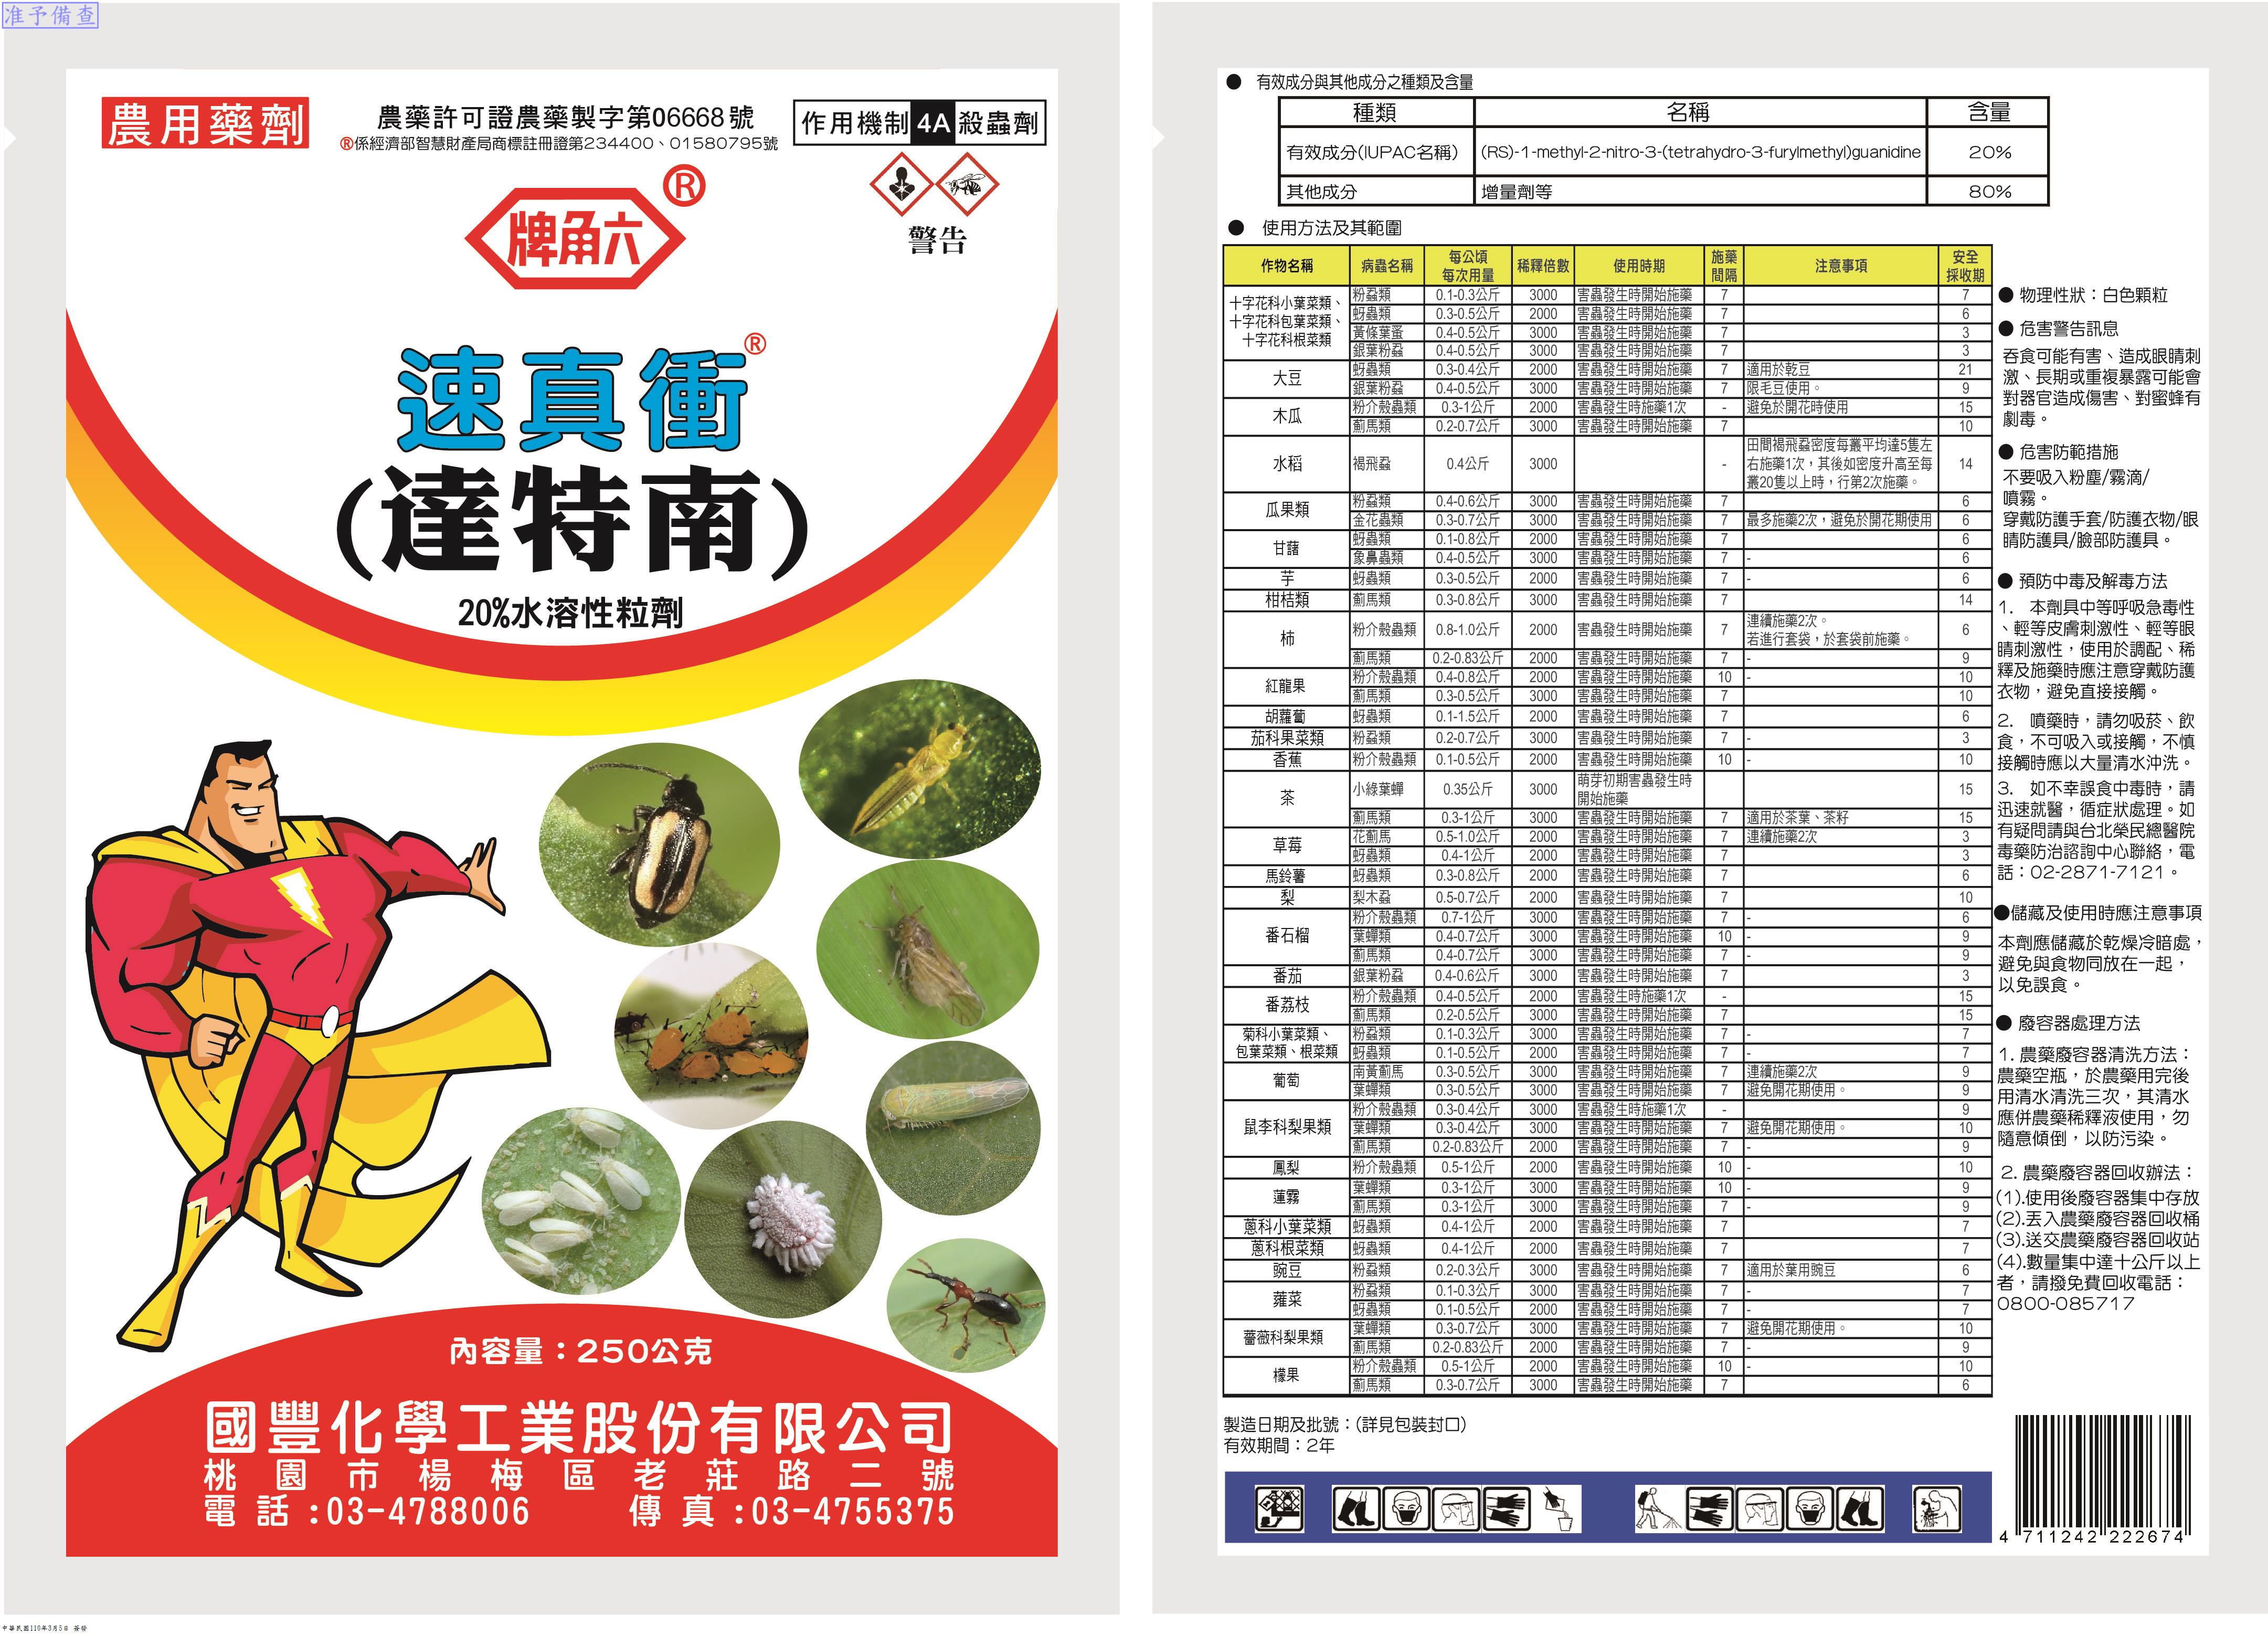 准予備查
農用藥劑
農藥許可證農藥製字第06668號
®係經濟部智慧財產局商標註冊證第234400、01580795號
作用機制 4A 殺蟲劑
警告
牌角六®
速真衝®
(達特南)
20%水溶性粒劑
內容量：250公克
國豐化學工業股份有限公司
桃園市楊梅區老莊路二號
電話:03-4788006 傳真:03-4755375
中華民國110年3月5日 簽發
● 有效成分與其他成分之種類及含量
種類 名稱 含量
有效成分(IUPAC名稱) (RS)-1-methyl-2-nitro-3-(tetrahydro-3-furylmethyl)guanidine 20%
其他成分 增量劑等 80%
● 使用方法及其範圍
作物名稱 病蟲名稱 每公頃每次用量 稀釋倍數 使用時期 施藥間隔 注意事項 安全採收期
十字花科小葉菜類、十字花科包葉菜類、十字花科根菜類 粉蝨類 0.1-0.3公斤 3000 害蟲發生時開始施藥 7 7
蚜蟲類 0.3-0.5公斤 2000 害蟲發生時開始施藥 7 6
黃條葉蚤 0.4-0.5公斤 3000 害蟲發生時開始施藥 7 3
銀葉粉蝨 0.4-0.5公斤 3000 害蟲發生時開始施藥 7 3
大豆 蚜蟲類 0.3-0.4公斤 2000 害蟲發生時開始施藥 7 適用於乾豆 21
銀葉粉蝨 0.4-0.5公斤 3000 害蟲發生時開始施藥 7 限毛豆使用。 9
木瓜 粉介殼蟲類 0.3-1公斤 2000 害蟲發生時施藥1次 - 避免於開花時使用 15
薊馬類 0.2-0.7公斤 3000 害蟲發生時開始施藥 7 10
水稻 褐飛蝨 0.4公斤 3000 - 田間褐飛蝨密度每叢平均達5隻左右施藥1次，其後如密度升高至每叢20隻以上時，行第2次施藥。 14
瓜果類 粉蝨類 0.4-0.6公斤 3000 害蟲發生時開始施藥 7 6
金花蟲類 0.3-0.7公斤 3000 害蟲發生時開始施藥 7 最多施藥2次，避免於開花期使用 6
甘藷 蚜蟲類 0.1-0.8公斤 2000 害蟲發生時開始施藥 7 6
象鼻蟲類 0.4-0.5公斤 3000 害蟲發生時開始施藥 7 - 6
芋 蚜蟲類 0.3-0.5公斤 2000 害蟲發生時開始施藥 7 - 6
柑桔類 薊馬類 0.3-0.8公斤 3000 害蟲發生時開始施藥 7 14
柿 粉介殼蟲類 0.8-1.0公斤 2000 害蟲發生時開始施藥 7 連續施藥2次。若進行套袋，於套袋前施藥。 6
薊馬類 0.2-0.83公斤 2000 害蟲發生時開始施藥 7 - 9
紅龍果 粉介殼蟲類 0.4-0.8公斤 2000 害蟲發生時開始施藥 10 - 10
薊馬類 0.3-0.5公斤 3000 害蟲發生時開始施藥 7 10
胡蘿蔔 蚜蟲類 0.1-1.5公斤 2000 害蟲發生時開始施藥 7 6
茄科果菜類 粉蝨類 0.2-0.7公斤 3000 害蟲發生時開始施藥 7 - 3
香蕉 粉介殼蟲類 0.1-0.5公斤 2000 害蟲發生時開始施藥 10 - 10
茶 小綠葉蟬 0.35公斤 3000 萌芽初期害蟲發生時開始施藥 15
薊馬類 0.3-1公斤 3000 害蟲發生時開始施藥 7 適用於茶葉、茶籽 15
草莓 花薊馬 0.5-1.0公斤 2000 害蟲發生時開始施藥 7 連續施藥2次 3
蚜蟲類 0.4-1公斤 2000 害蟲發生時開始施藥 7 3
馬鈴薯 蚜蟲類 0.3-0.8公斤 2000 害蟲發生時開始施藥 7 6
梨 梨木蝨 0.5-0.7公斤 2000 害蟲發生時開始施藥 7 10
番石榴 粉介殼蟲類 0.7-1公斤 3000 害蟲發生時開始施藥 7 - 6
葉蟬類 0.4-0.7公斤 3000 害蟲發生時開始施藥 10 - 9
薊馬類 0.4-0.7公斤 3000 害蟲發生時開始施藥 7 - 9
番茄 銀葉粉蝨 0.4-0.6公斤 3000 害蟲發生時開始施藥 7 3
番荔枝 粉介殼蟲類 0.4-0.5公斤 2000 害蟲發生時施藥1次 - 15
薊馬類 0.2-0.5公斤 3000 害蟲發生時開始施藥 7 15
菊科小葉菜類、包葉菜類、根菜類 粉蝨類 0.1-0.3公斤 3000 害蟲發生時開始施藥 7 - 7
蚜蟲類 0.1-0.5公斤 2000 害蟲發生時開始施藥 7 - 7
葡萄 南黃薊馬 0.3-0.5公斤 3000 害蟲發生時開始施藥 7 連續施藥2次 9
葉蟬類 0.3-0.5公斤 3000 害蟲發生時開始施藥 7 避免開花期使用。 9
鼠李科梨果類 粉介殼蟲類 0.3-0.4公斤 3000 害蟲發生時施藥1次 - 9
葉蟬類 0.3-0.4公斤 3000 害蟲發生時開始施藥 7 避免開花期使用。 10
薊馬類 0.2-0.83公斤 2000 害蟲發生時開始施藥 7 - 9
鳳梨 粉介殼蟲類 0.5-1公斤 2000 害蟲發生時開始施藥 10 - 10
蓮霧 葉蟬類 0.3-1公斤 3000 害蟲發生時開始施藥 10 - 9
薊馬類 0.3-1公斤 3000 害蟲發生時開始施藥 7 - 9
蔥科小葉菜類 蚜蟲類 0.4-1公斤 2000 害蟲發生時開始施藥 7 7
蔥科根菜類 蚜蟲類 0.4-1公斤 2000 害蟲發生時開始施藥 7 7
豌豆 粉蝨類 0.2-0.3公斤 3000 害蟲發生時開始施藥 7 適用於葉用豌豆 6
蕹菜 粉蝨類 0.1-0.3公斤 3000 害蟲發生時開始施藥 7 - 7
蚜蟲類 0.1-0.5公斤 2000 害蟲發生時開始施藥 7 - 7
薔薇科梨果類 葉蟬類 0.3-0.7公斤 3000 害蟲發生時開始施藥 7 避免開花期使用。 10
薊馬類 0.2-0.83公斤 2000 害蟲發生時開始施藥 7 - 9
檬果 粉介殼蟲類 0.5-1公斤 2000 害蟲發生時開始施藥 10 - 10
薊馬類 0.3-0.7公斤 3000 害蟲發生時開始施藥 7 6
● 物理性狀：白色顆粒
● 危害警告訊息
吞食可能有害、造成眼睛刺
激、長期或重複暴露可能會
對器官造成傷害、對蜜蜂有
劇毒。
● 危害防範措施
不要吸入粉塵/霧滴/
噴霧。
穿戴防護手套/防護衣物/眼
睛防護具/臉部防護具。
● 預防中毒及解毒方法
1. 本劑具中等呼吸急毒性
、輕等皮膚刺激性、輕等眼
睛刺激性，使用於調配、稀
釋及施藥時應注意穿戴防護
衣物，避免直接接觸。
2. 噴藥時，請勿吸菸、飲
食，不可吸入或接觸，不慎
接觸時應以大量清水沖洗。
3. 如不幸誤食中毒時，請
迅速就醫，循症狀處理。如
有疑問請與台北榮民總醫院
毒藥防治諮詢中心聯絡，電
話：02-2871-7121。
●儲藏及使用時應注意事項
本劑應儲藏於乾燥冷暗處，
避免與食物同放在一起，
以免誤食。
● 廢容器處理方法
1. 農藥廢容器清洗方法：
農藥空瓶，於農藥用完後
用清水清洗三次，其清水
應併農藥稀釋液使用，勿
隨意傾倒，以防污染。
2. 農藥廢容器回收辦法：
(1).使用後廢容器集中存放
(2).丟入農藥廢容器回收桶
(3).送交農藥廢容器回收站
(4).數量集中達十公斤以上
者，請撥免費回收電話：
0800-085717
製造日期及批號：(詳見包裝封口)
有效期間：2年
4 711242 222674